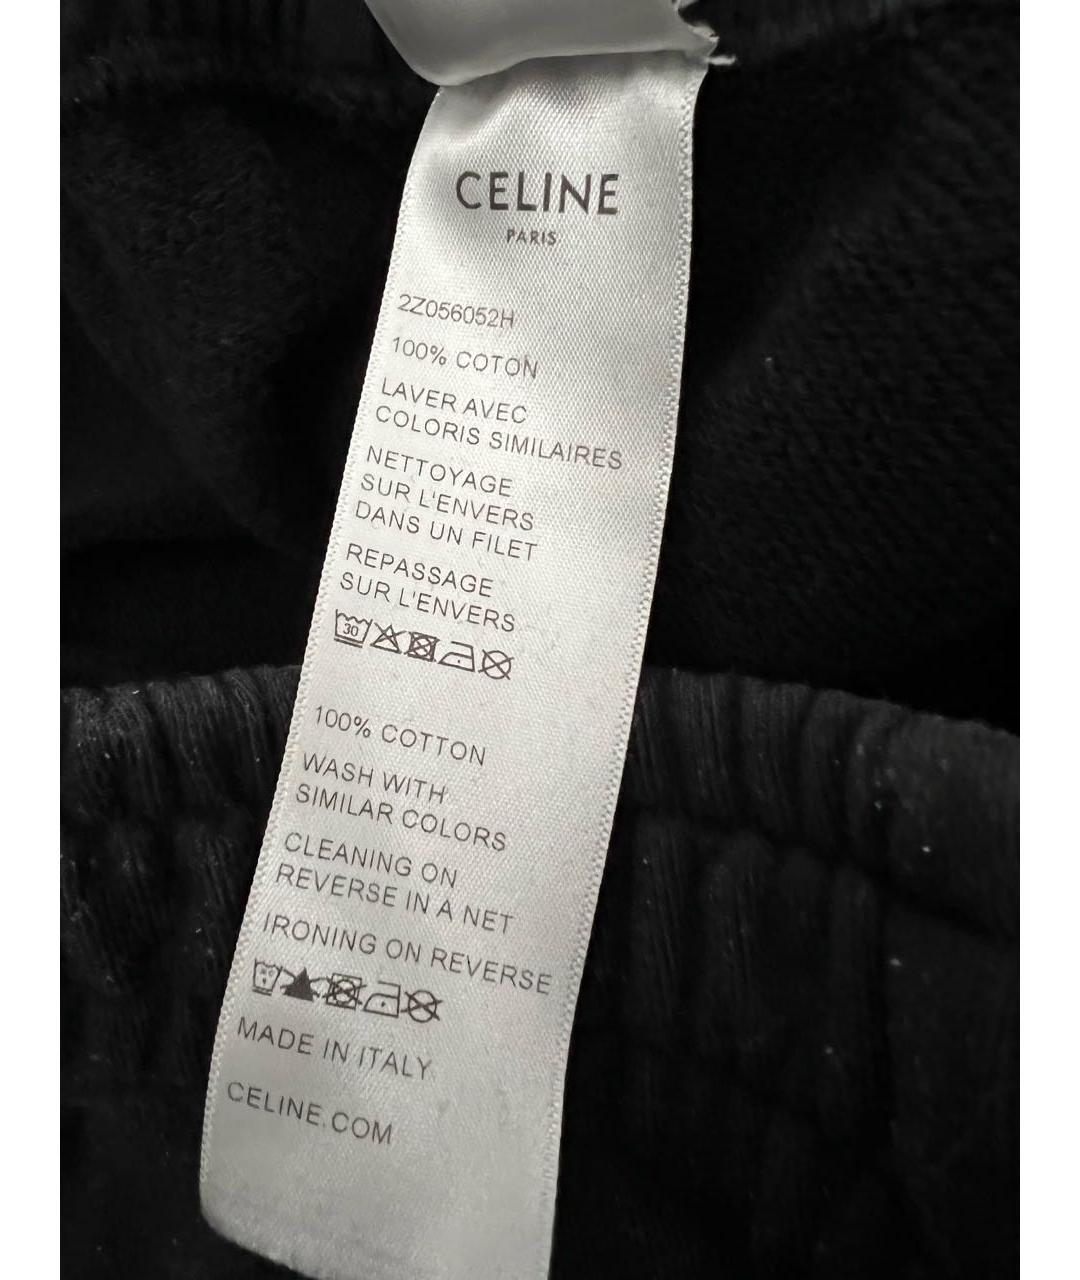 CELINE
PARIS
2Z056052H
100% COTON
LAVER AVEC
COLORIS SIMILAIRES
NETTOYAGE
SUR L'ENVERS
DANS UN FILET
REPASSAGE
SUR L'ENVERS
30
100% COTTON
WASH WITH
SIMILAR COLORS
CLEANING ON
REVERSE IN A NET
IRONING ON REVERSE
MADE IN ITALY
CELINE.COM